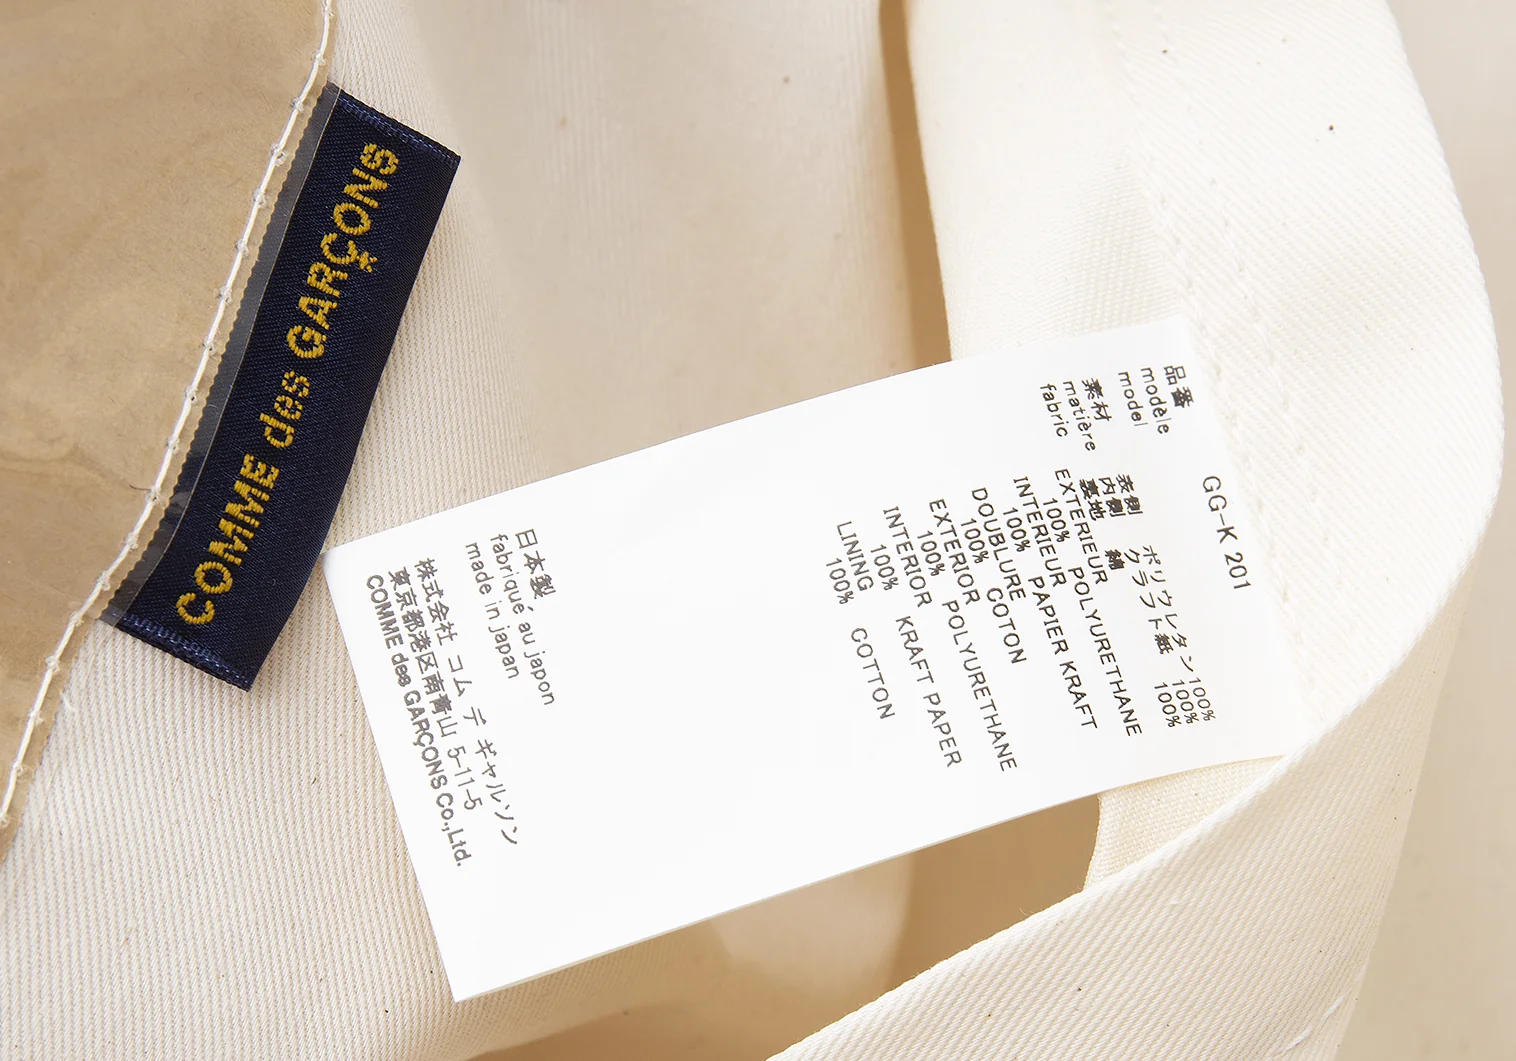 COMME des GARÇONS
品番
modèle
model
GG-K 201
素材
matière
fabric
表側 ポリウレタン 100%
内側 クラフト紙 100%
裏地 綿 100%
EXTERIEUR
100% POLYURETHANE
INTERIEUR
100% PAPIER KRAFT
DOUBLURE
100% COTON
EXTERIOR
100% POLYURETHANE
INTERIOR
100% KRAFT PAPER
LINING
100% COTTON
日本製
fabriqué au japon
made in japan
株式会社 コム デ ギャルソン
東京都港区南青山 5-11-5
COMME des GARÇONS Co.,Ltd.